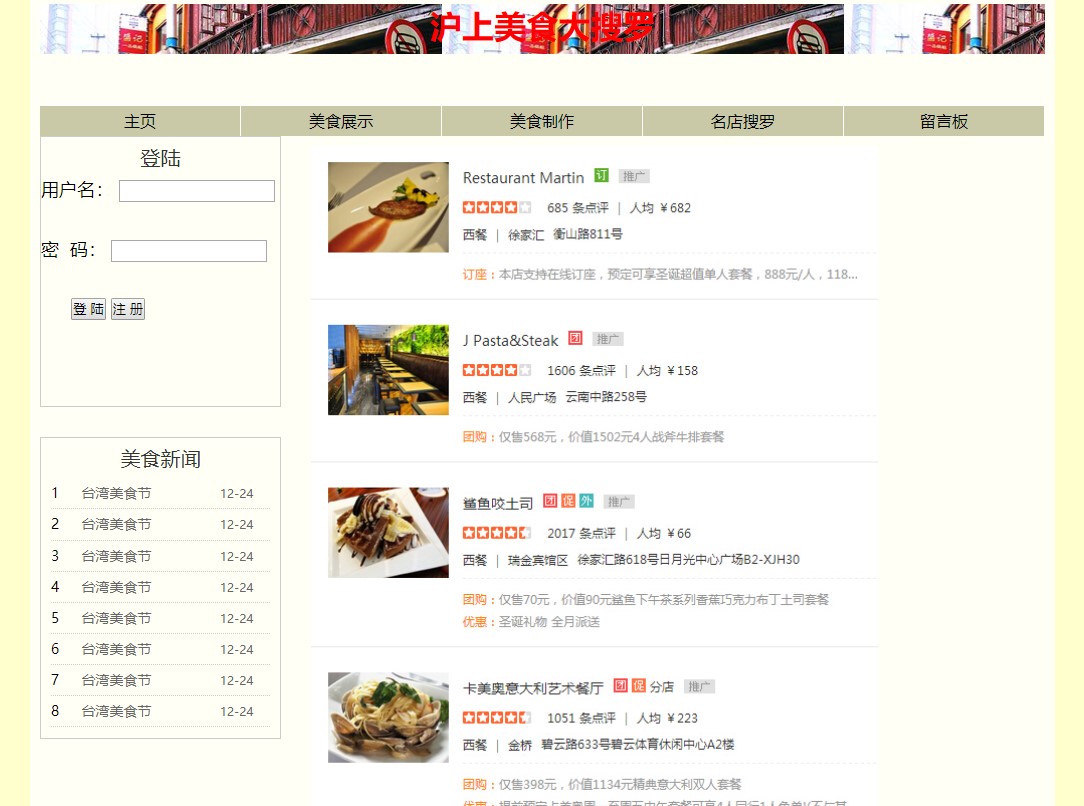 沪上美食大搜罗
主页 美食展示 美食制作 名店搜罗 留言板
登陆
用户名：
密 码：
登 陆 注 册
美食新闻
1 台湾美食节 12-24
2 台湾美食节 12-24
3 台湾美食节 12-24
4 台湾美食节 12-24
5 台湾美食节 12-24
6 台湾美食节 12-24
7 台湾美食节 12-24
8 台湾美食节 12-24
Restaurant Martin 订 推广
685 条点评 | 人均 ￥682
西餐 | 徐家汇 衡山路811号
订座：本店支持在线订座，预定可享圣诞超值单人套餐，888元/人，118...
J Pasta&Steak 团 推广
1606 条点评 | 人均 ￥158
西餐 | 人民广场 云南中路258号
团购：仅售568元，价值1502元4人战斧牛排套餐
鲨鱼咬土司 团 促 外 推广
2017 条点评 | 人均 ￥66
西餐 | 瑞金宾馆区 徐家汇路618号日月光中心广场B2-XJH30
团购：仅售70元，价值90元鲨鱼下午茶系列香蕉巧克力布丁土司套餐
优惠：圣诞礼物 全月派送
卡美奥意大利艺术餐厅 团 促 分店 推广
1051 条点评 | 人均 ￥223
西餐 | 金桥 碧云路633号碧云体育休闲中心A2楼
团购：仅售398元，价值1134元精典意大利双人套餐